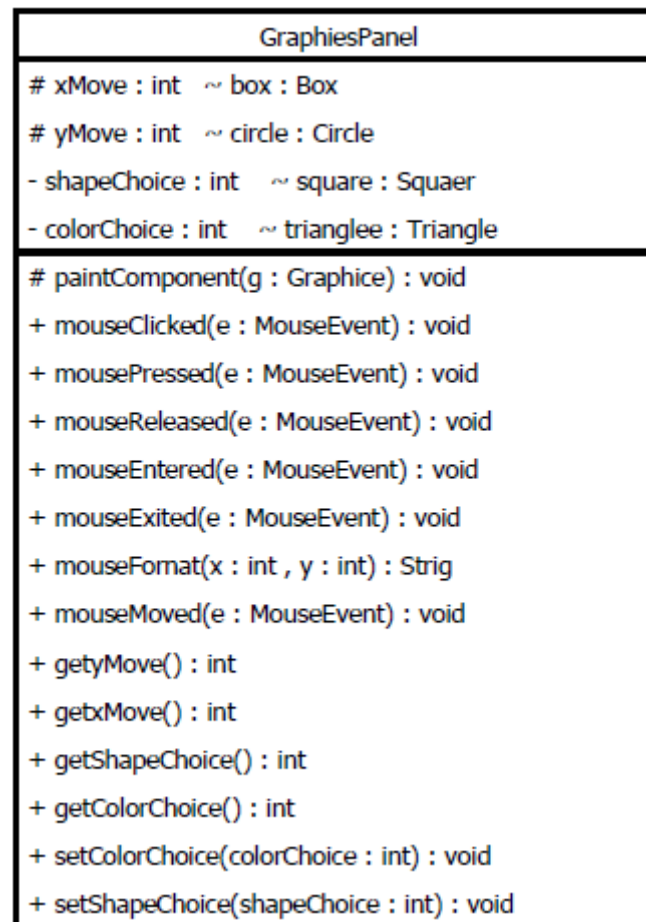 GraphiesPanel
# xMove : int ~ box : Box
# yMove : int ~ circle : Circle
- shapeChoice : int ~ square : Squaer
- colorChoice : int ~ trianglee : Triangle
# paintComponent(g : Graphice) : void
+ mouseClicked(e : MouseEvent) : void
+ mousePressed(e : MouseEvent) : void
+ mouseReleased(e : MouseEvent) : void
+ mouseEntered(e : MouseEvent) : void
+ mouseExited(e : MouseEvent) : void
+ mouseFornat(x : int , y : int) : Strig
+ mouseMoved(e : MouseEvent) : void
+ getyMove() : int
+ getxMove() : int
+ getShapeChoice() : int
+ getColorChoice() : int
+ setColorChoice(colorChoice : int) : void
+ setShapeChoice(shapeChoice : int) : void